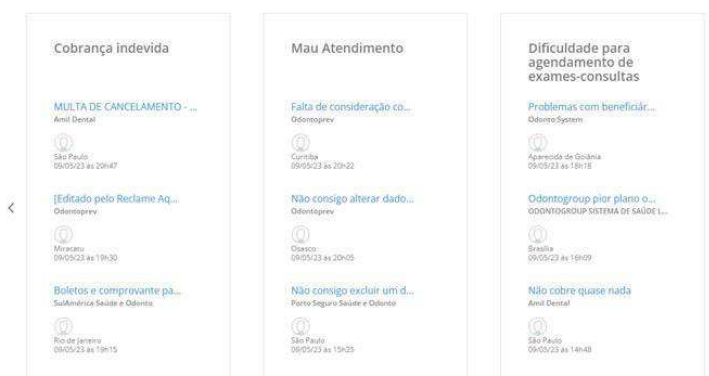 Cobrança indevida
MULTA DE CANCELAMENTO - ...
Amil Dental
São Paulo
09/05/23 às 20h47
[Editado pelo Reclame Aq...
Odontoprev
Miracatu
09/05/23 às 19h30
Boletos e comprovante pa...
SulAmérica Saúde e Odonto
Rio de Janeiro
09/05/23 às 19h15
Mau Atendimento
Falta de consideração co...
Odontoprev
Curitiba
09/05/23 às 20h22
Não consigo alterar dado...
Odontoprev
Osasco
09/05/23 às 20h05
Não consigo excluir um d...
Porto Seguro Saúde e Odonto
São Paulo
09/05/23 às 15h25
Dificuldade para
agendamento de
exames-consultas
Problemas com beneficiár...
Odonto System
Aparecida de Goiânia
09/05/23 às 18h18
Odontogroup pior plano o...
ODONTOGROUP SISTEMA DE SAÚDE L...
Brasília
09/05/23 às 16h09
Não cobre quase nada
Amil Dental
São Paulo
09/05/23 às 14h48